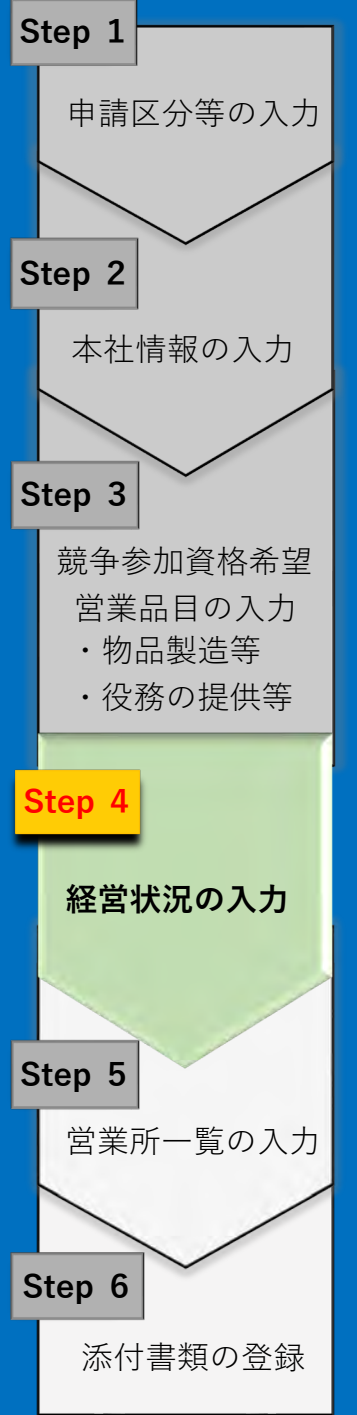 Step 1
申請区分等の入力
Step 2
本社情報の入力
Step 3
競争参加資格希望
営業品目の入力
・物品製造等
・役務の提供等
Step 4
経営状況の入力
Step 5
営業所一覧の入力
Step 6
添付書類の登録